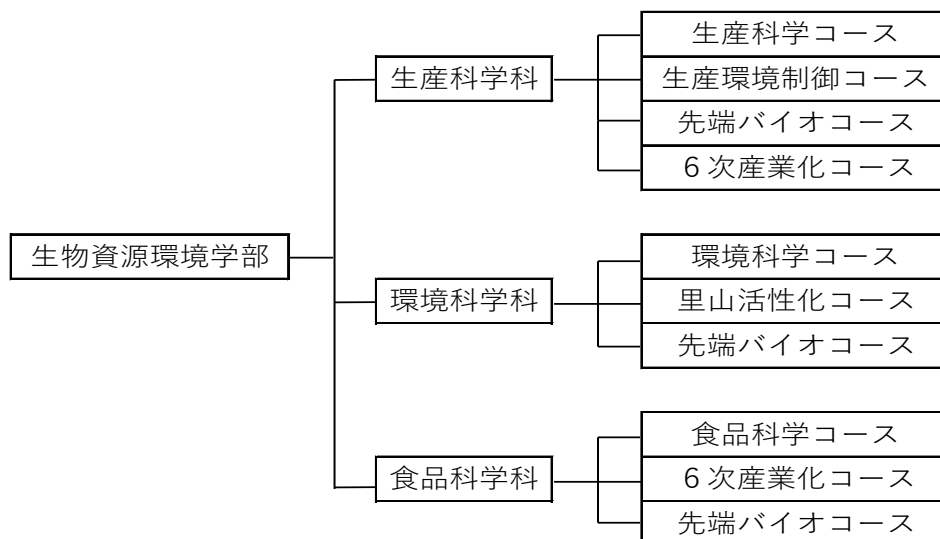 生物資源環境学部
生産科学科
生産科学コース
生産環境制御コース
先端バイオコース
６次産業化コース
環境科学科
環境科学コース
里山活性化コース
先端バイオコース
食品科学科
食品科学コース
６次産業化コース
先端バイオコース